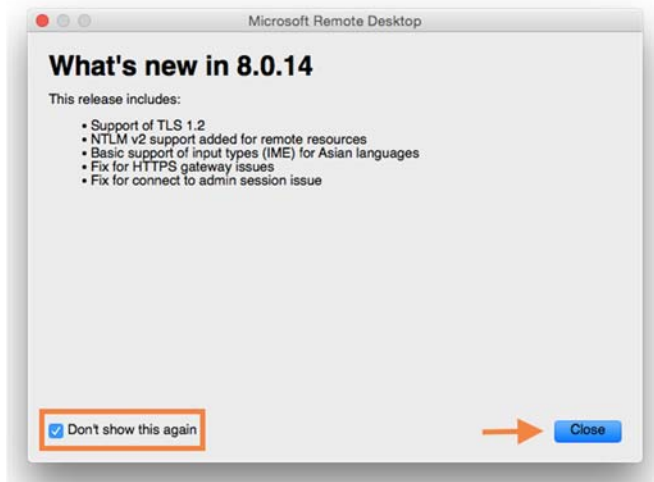 Microsoft Remote Desktop
What's new in 8.0.14
This release includes:
• Support of TLS 1.2
• NTLM v2 support added for remote resources
• Basic support of input types (IME) for Asian languages
• Fix for HTTPS gateway issues
• Fix for connect to admin session issue
Don't show this again
Close